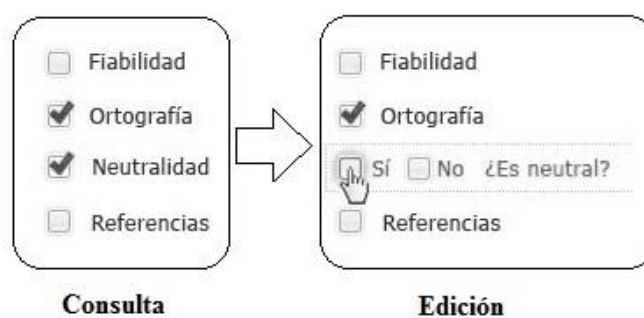 Fiabilidad
Ortografía
Neutralidad
Referencias
Consulta
Fiabilidad
Ortografía
Sí No ¿Es neutral?
Referencias
Edición